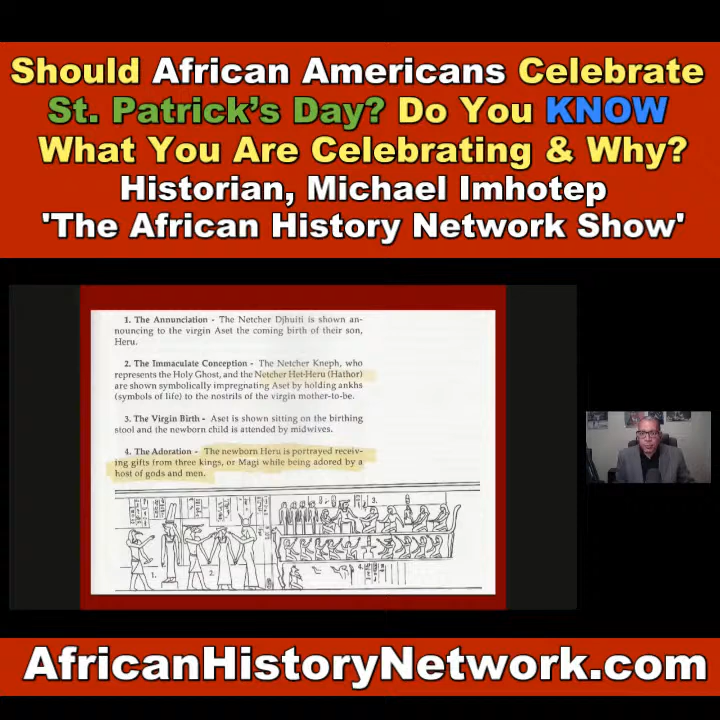 Should African Americans Celebrate
St. Patrick's Day? Do You KNOW
What You Are Celebrating & Why?
Historian, Michael Imhotep
'The African History Network Show'
1. The Annunciation - The Netcher Djhuiti is shown an-
nouncing to the virgin Aset the coming birth of their son,
Heru.
2. The Immaculate Conception - The Netcher Kneph, who
represents the Holy Ghost, and the Netcher Het-Heru (Hathor)
are shown symbolically impregnating Aset by holding ankhs
(symbols of life) to the nostrils of the virgin mother-to-be.
3. The Virgin Birth - Aset is shown sitting on the birthing
stool and the newborn child is attended by midwives.
4. The Adoration - The newborn Heru is portrayed receiv-
ing gifts from three kings, or Magi while being adored by a
host of gods and men.
1.
2.
3.
4.
AfricanHistoryNetwork.com